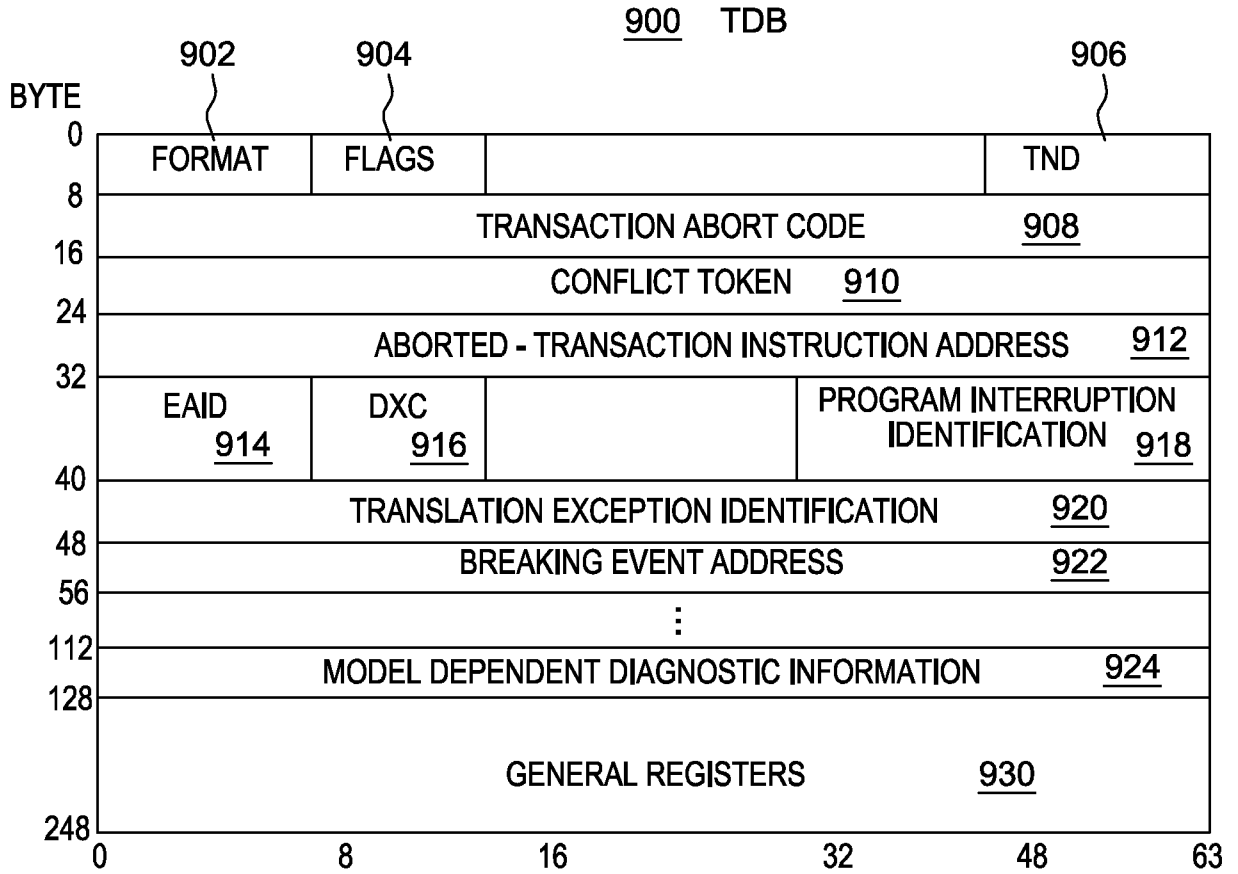 900 TDB
902 904 906
BYTE
0
FORMAT FLAGS TND
8
TRANSACTION ABORT CODE 908
16
CONFLICT TOKEN 910
24
ABORTED - TRANSACTION INSTRUCTION ADDRESS 912
32
EAID 914 DXC 916 PROGRAM INTERRUPTION
IDENTIFICATION 918
40
TRANSLATION EXCEPTION IDENTIFICATION 920
48
BREAKING EVENT ADDRESS 922
56
⋮
112
MODEL DEPENDENT DIAGNOSTIC INFORMATION 924
128
GENERAL REGISTERS 930
248
0 8 16 32 48 63